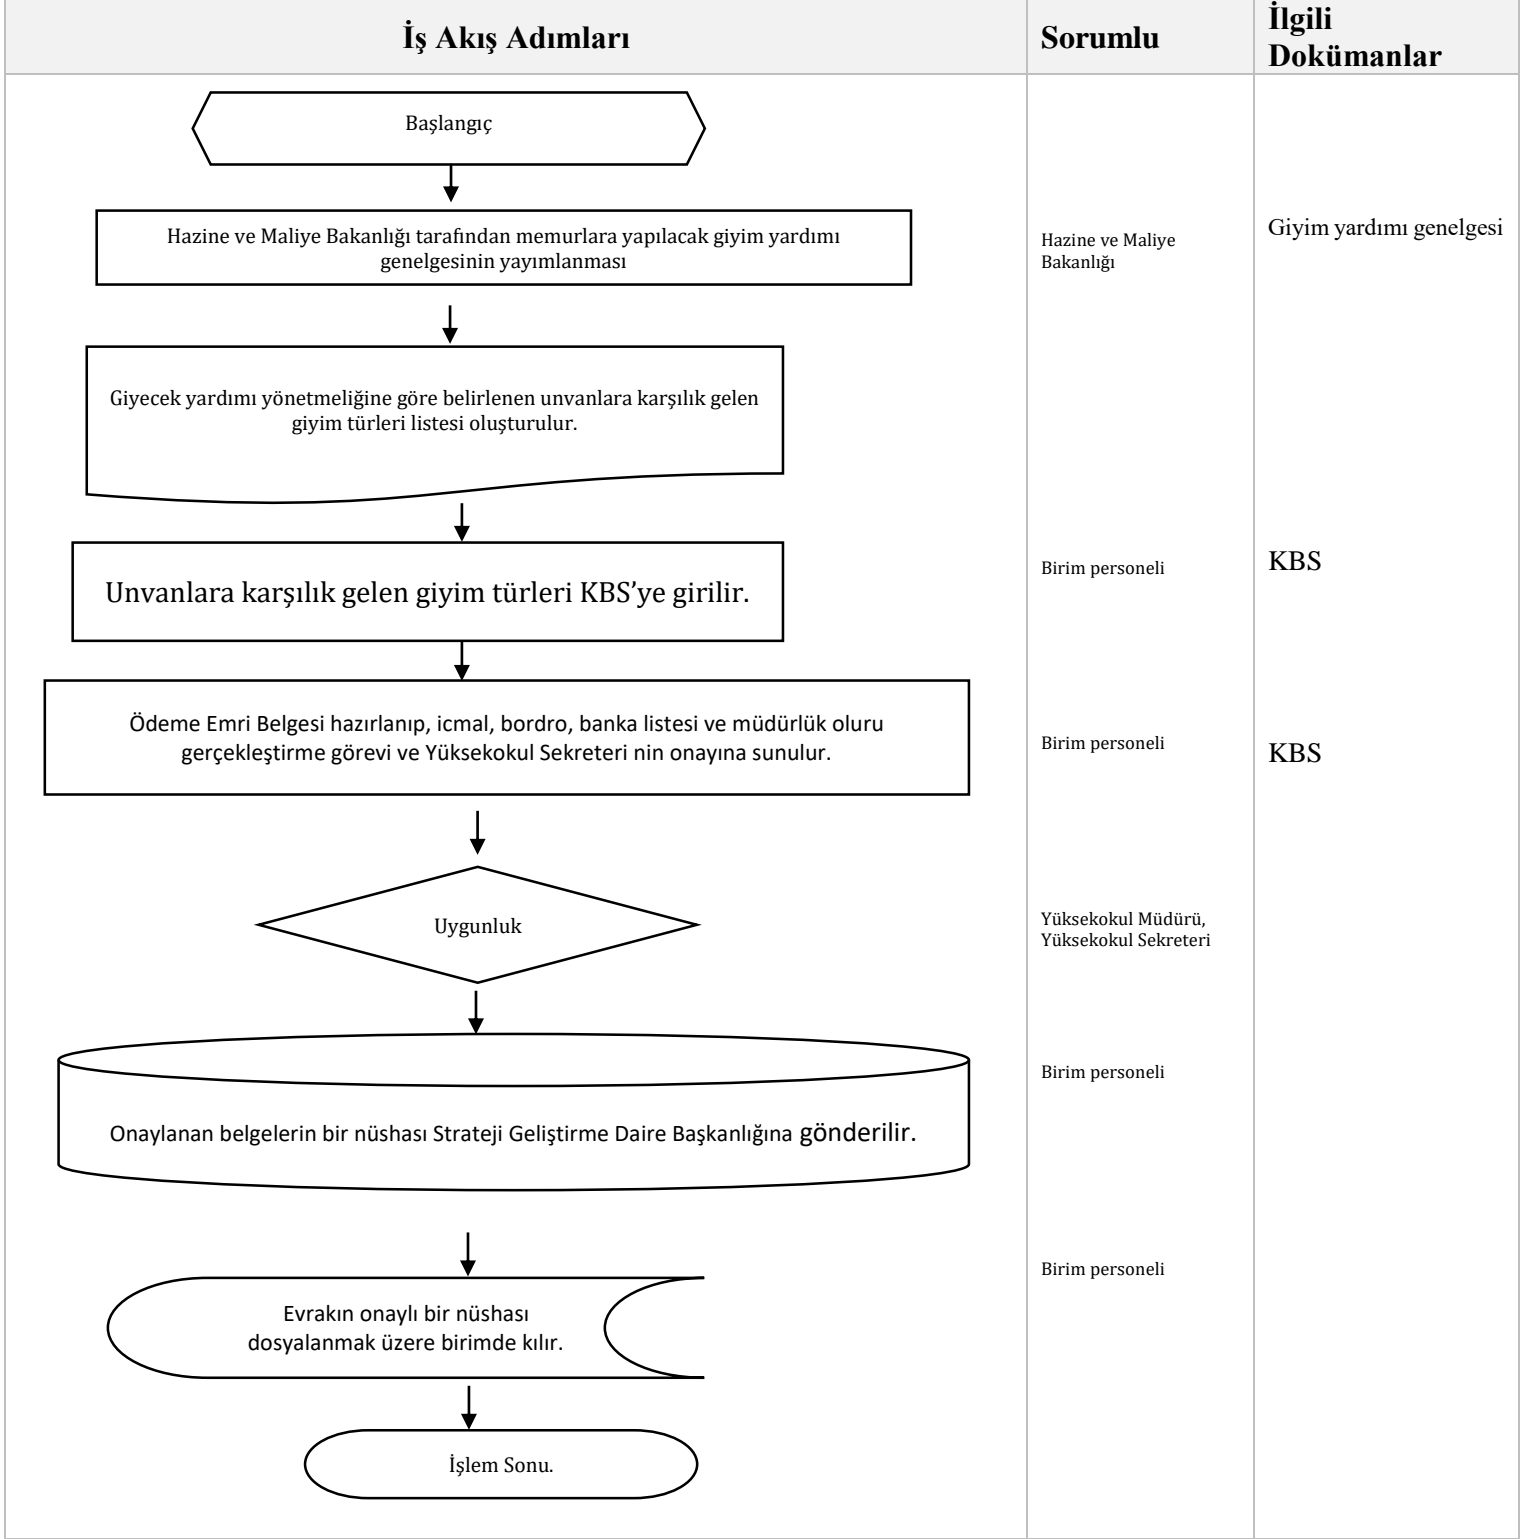 İş Akış Adımları
Sorumlu
İlgili
Dokümanlar
Başlangıç
Hazine ve Maliye Bakanlığı tarafından memurlara yapılacak giyim yardımı
genelgesinin yayımlanması
Hazine ve Maliye
Bakanlığı
Giyim yardımı genelgesi
Giyecek yardımı yönetmeliğine göre belirlenen unvanlara karşılık gelen
giyim türleri listesi oluşturulur.
Unvanlara karşılık gelen giyim türleri KBS’ye girilir.
Birim personeli
KBS
Ödeme Emri Belgesi hazırlanıp, icmal, bordro, banka listesi ve müdürlük oluru
gerçekleştirme görevi ve Yüksekokul Sekreteri nin onayına sunulur.
Birim personeli
KBS
Uygunluk
Yüksekokul Müdürü,
Yüksekokul Sekreteri
Onaylanan belgelerin bir nüshası Strateji Geliştirme Daire Başkanlığına gönderilir.
Birim personeli
Evrakın onaylı bir nüshası
dosyalanmak üzere birimde kılır.
Birim personeli
İşlem Sonu.